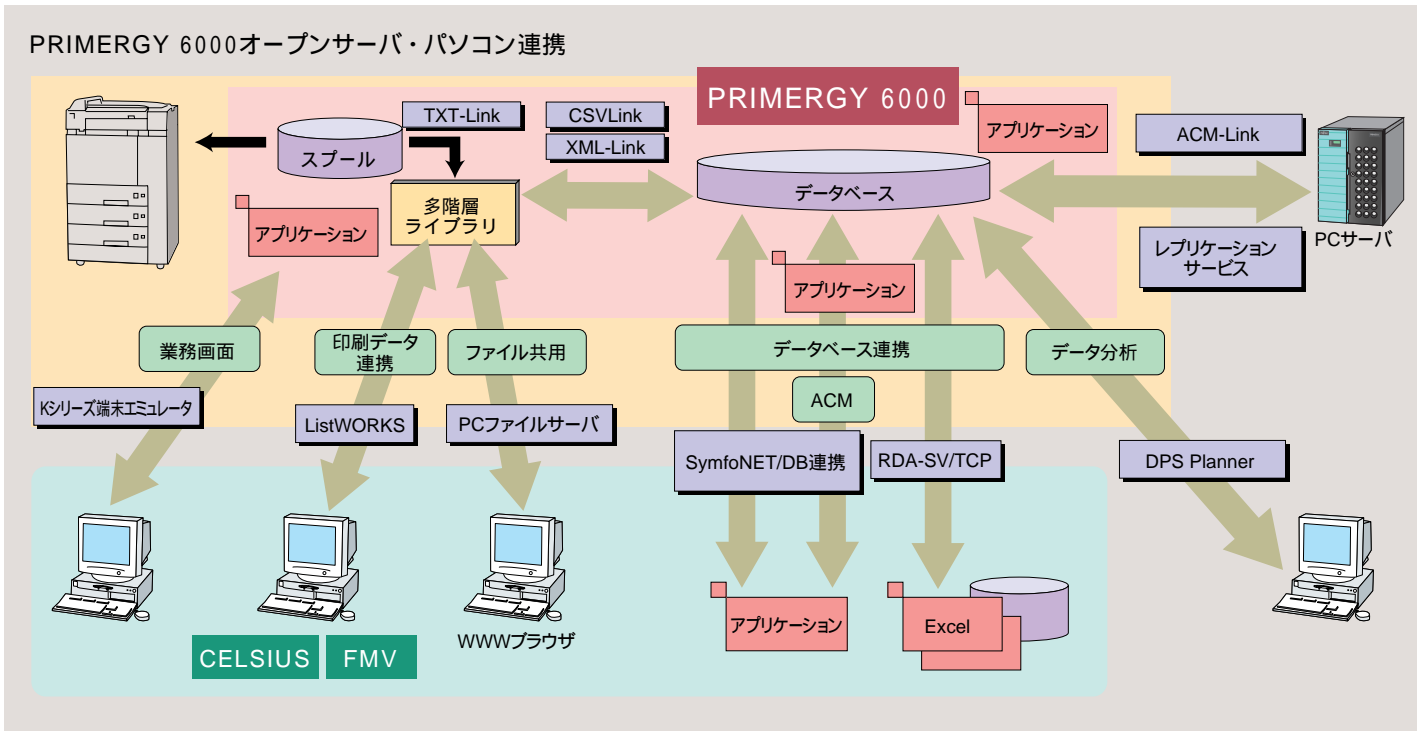 PRIMERGY 6000オープンサーバ・パソコン連携
PRIMERGY 6000
TXT-Link
CSVLink
XML-Link
アプリケーション
ACM-Link
スプール
データベース
多階層
ライブラリ
アプリケーション
PCサーバ
レプリケーション
サービス
アプリケーション
業務画面
印刷データ
連携
ファイル共用
データベース連携
データ分析
ACM
Kシリーズ端末エミュレータ
ListWORKS
PCファイルサーバ
SymfoNET/DB連携
RDA-SV/TCP
DPS Planner
アプリケーション
Excel
WWWブラウザ
CELSIUS
FMV